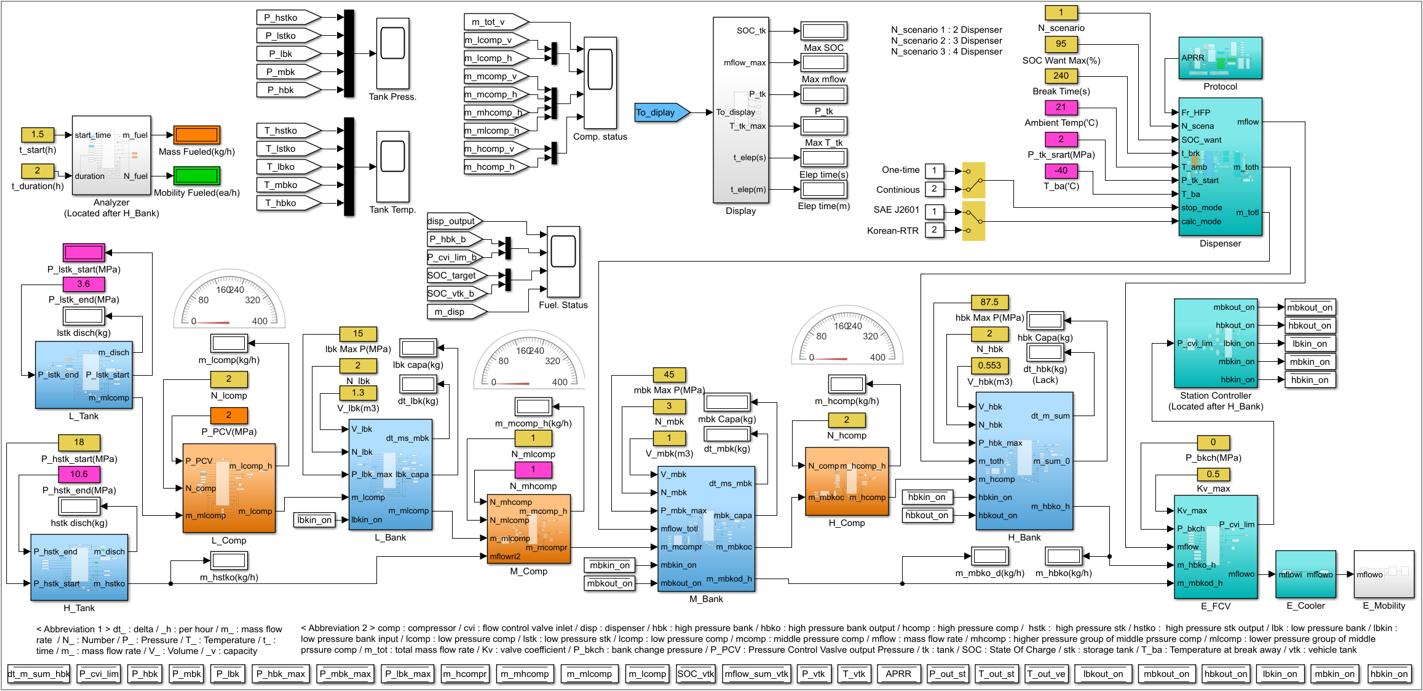 P_hstko
P_lstko
P_lbk
P_mbk
P_hbk
Tank Press.
T_hstko
T_lstko
T_lbko
T_mbko
T_hbko
Tank Temp.
m_tot_v
m_lcomp_v
m_lcomp_h
m_mcomp_v
m_mcomp_h
m_mhcomp_h
m_mlcomp_h
m_hcomp_v
m_hcomp_h
Comp. status
disp_output
P_hbk_b
P_cvi_lim_b
SOC_target
SOC_vtk_b
m_disp
Fuel. Status
To_diplay
SOC_tk
mflow_max
P_tk
To_display
T_tk_max
t_elep(s)
t_elep(m)
Display
Max SOC
Max mflow
P_tk
Max T_tk
Elep time(s)
Elep time(m)
N_scenario 1 : 2 Dispenser
N_scenario 2 : 3 Dispenser
N_scenario 3 : 4 Dispenser
1
N_scenario
95
SOC Want Max(%)
240
Break Time(s)
21
Ambient Temp('C)
2
P_tk_srart(MPa)
-40
T_ba('C)
One-time
1
Continious
2
SAE J2601
1
Korean-RTR
2
APRR
Protocol
Fr_HFP
N_scena
SOC_want
t_brk
T_amb
P_tk_start
T_ba
stop_mode
calc_mode
mflow
m_toth
m_totl
Dispenser
1.5
t_start(h)
2
t_duration(h)
start_time
duration
m_fuel
N_fuel
Analyzer
(Located after H_Bank)
Mass Fueled(kg/h)
Mobility Fueled(ea/h)
P_lstk_start(MPa)
3.6
P_lstk_end(MPa)
lstk disch(kg)
P_lstk_end
m_disch
P_lstk_start
m_mlcomp
L_Tank
18
P_hstk_start(MPa)
10.6
P_hstk_end(MPa)
hstk disch(kg)
P_hstk_end
P_hstk_start
m_disch
m_hstko
H_Tank
0
80
160
240
320
400
m_lcomp(kg/h)
2
N_lcomp
2
P_PCV(MPa)
P_PCV
N_comp
m_mlcomp
m_lcomp_h
m_lcomp
L_Comp
m_hstko(kg/h)
15
lbk Max P(MPa)
2
N_lbk
1.3
V_lbk(m3)
lbk capa(kg)
dt_lbk(kg)
V_lbk
N_lbk
P_lbk_max
m_lcomp
lbkin_on
dt_ms_mbk
lbk_capa
m_mlcomp
L_Bank
lbkin_on
0
80
160
240
320
400
m_mcomp_h(kg/h)
1
N_mlcomp
1
N_mhcomp
N_mhcomp
N_mlcomp
m_mlcomp
mflowri2
m_mcomp_h
m_mcompr
M_Comp
45
mbk Max P(MPa)
3
N_mbk
1
V_mbk(m3)
mbk Capa(kg)
dt_mbk(kg)
V_mbk
N_mbk
P_mbk_max
mflow_totl
m_mcompr
mbkin_on
mbkout_on
dt_ms_mbk
mbk_capa
m_mbkoc
m_mbkod_h
M_Bank
mbkin_on
mbkout_on
0
80
160
240
320
400
m_hcomp(kg/h)
2
N_hcomp
N_comp
m_mbkoc
m_hcomp_h
m_hcomp
H_Comp
hbkin_on
hbkout_on
87.5
hbk Max P(MPa)
2
N_hbk
0.553
V_hbk(m3)
hbk Capa(kg)
dt_hbk(kg)
(Lack)
V_hbk
N_hbk
P_hbk_max
m_toth
m_hcomp
hbkin_on
hbkout_on
dt_m_sum
m_sum_0
m_hbko_h
H_Bank
m_mbko_d(kg/h)
m_hbko(kg/h)
P_cvi_lim
mbkout_on
hbkout_on
lbkin_on
mbkin_on
hbkin_on
Station Controller
(Located after H_Bank)
mbkout_on
hbkout_on
lbkin_on
mbkin_on
hbkin_on
0
P_bkch(MPa)
0.5
Kv_max
Kv_max
P_bkch
mflow
m_hbko_h
m_mbkod_h
P_cvi_lim
mflowo
E_FCV
mflowi
mflowo
E_Cooler
mflowo
E_Mobility
< Abbreviation 1 > dt_ : delta / _h : per hour / m_ : mass flow
rate / N_ : Number / P_ : Pressure / T_ : Temperature / t_ :
time / m_ : mass flow rate / V_ : Volume / _v : capacity
< Abbreviation 2 > comp : compressor / cvi : flow control valve inlet / disp : dispenser / hbk : high pressure bank / hbko : high pressure bank output / hcomp : high pressure comp / hstk : high pressure stk / hstko : high pressure stk output / lbk : low pressure bank / lbkin :
low pressure bank input / lcomp : low pressure comp / lstk : low pressure stk / lcomp : low pressure comp / mcomp : middle pressure comp / mflow : mass flow rate / mhcomp : higher pressure group of middle prssure comp / mlcomp : lower pressure group of middle
prssure comp / m_tot : total mass flow rate / Kv : valve coefficient / P_bkch : bank change pressure / P_PCV : Pressure Control Vaslve output Pressure / tk : tank / SOC : State Of Charge / stk : storage tank / T_ba : Temperature at break away / vtk : vehicle tank
dt_m_sum_hbk
P_cvi_lim
P_hbk
P_mbk
P_lbk
P_hbk_max
P_mbk_max
P_lbk_max
m_hcompr
m_mhcomp
m_mlcomp
m_lcomp
SOC_vtk
mflow_sum_vtk
P_vtk
T_vtk
APRR
P_out_st
T_out_st
T_out_ve
lbkout_on
mbkout_on
hbkout_on
lbkin_on
mbkin_on
hbkin_on